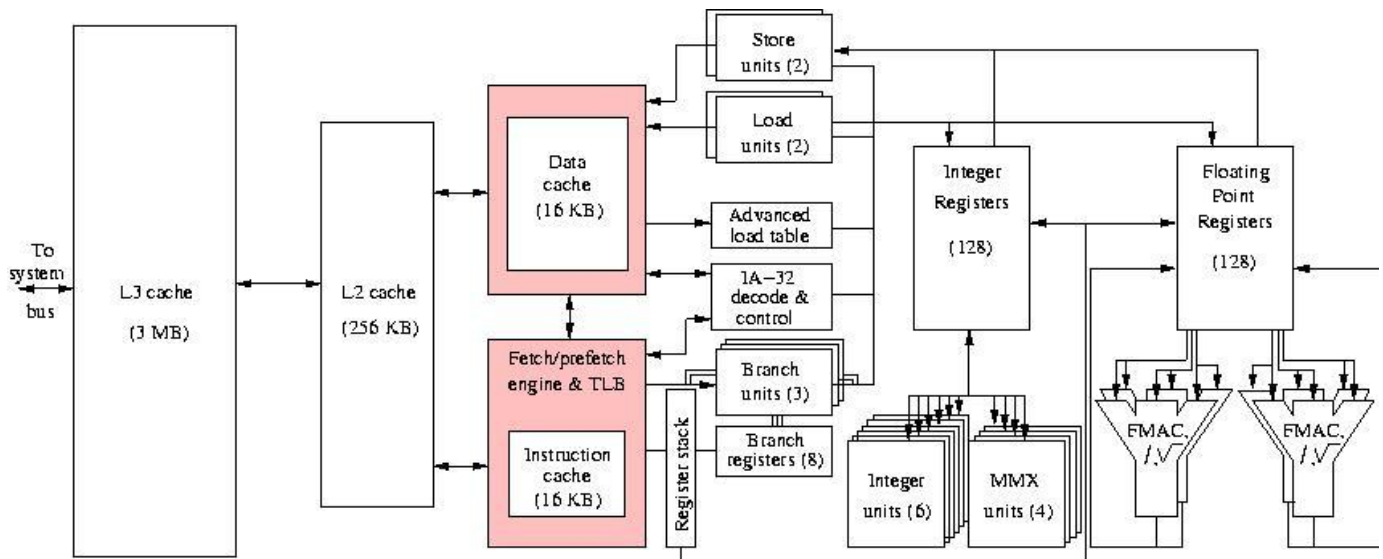 To
system
bus
L3 cache
(3 MB)
L2 cache
(256 KB)
Data
cache
(16 KB)
Fetch/prefetch
engine & TLB
Instruction
cache
(16 KB)
Store
units (2)
Load
units (2)
Advanced
load table
IA-32
decode &
control
Branch
units (3)
Branch
registers (8)
Register stack
Integer
Registers
(128)
Integer
units (6)
MMX
units (4)
Floating
Point
Registers
(128)
FMAC,
/,√
FMAC,
/,√